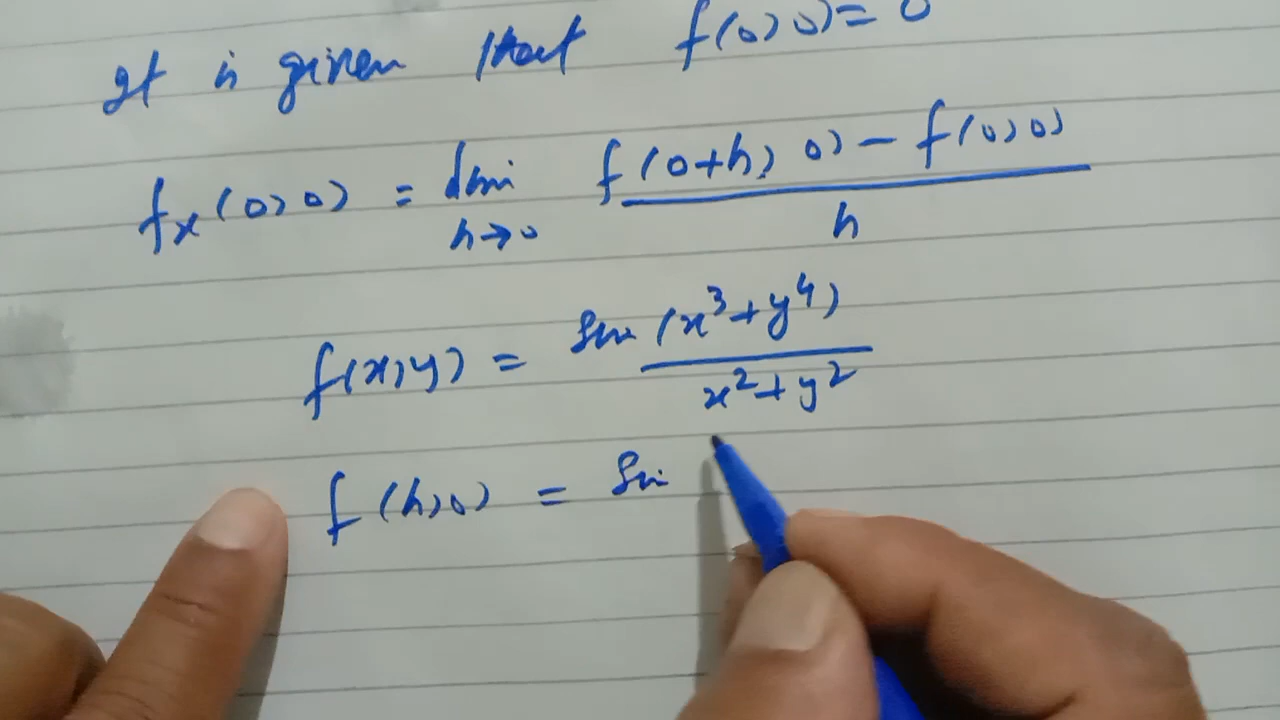 It is given that f(0,0)= 0
fx(0,0) = lim h→0 f(0+h, 0) - f(0,0) / h
f(x,y) = Sin (x³+y⁴) / x²+y²
f(h,0) = Sin